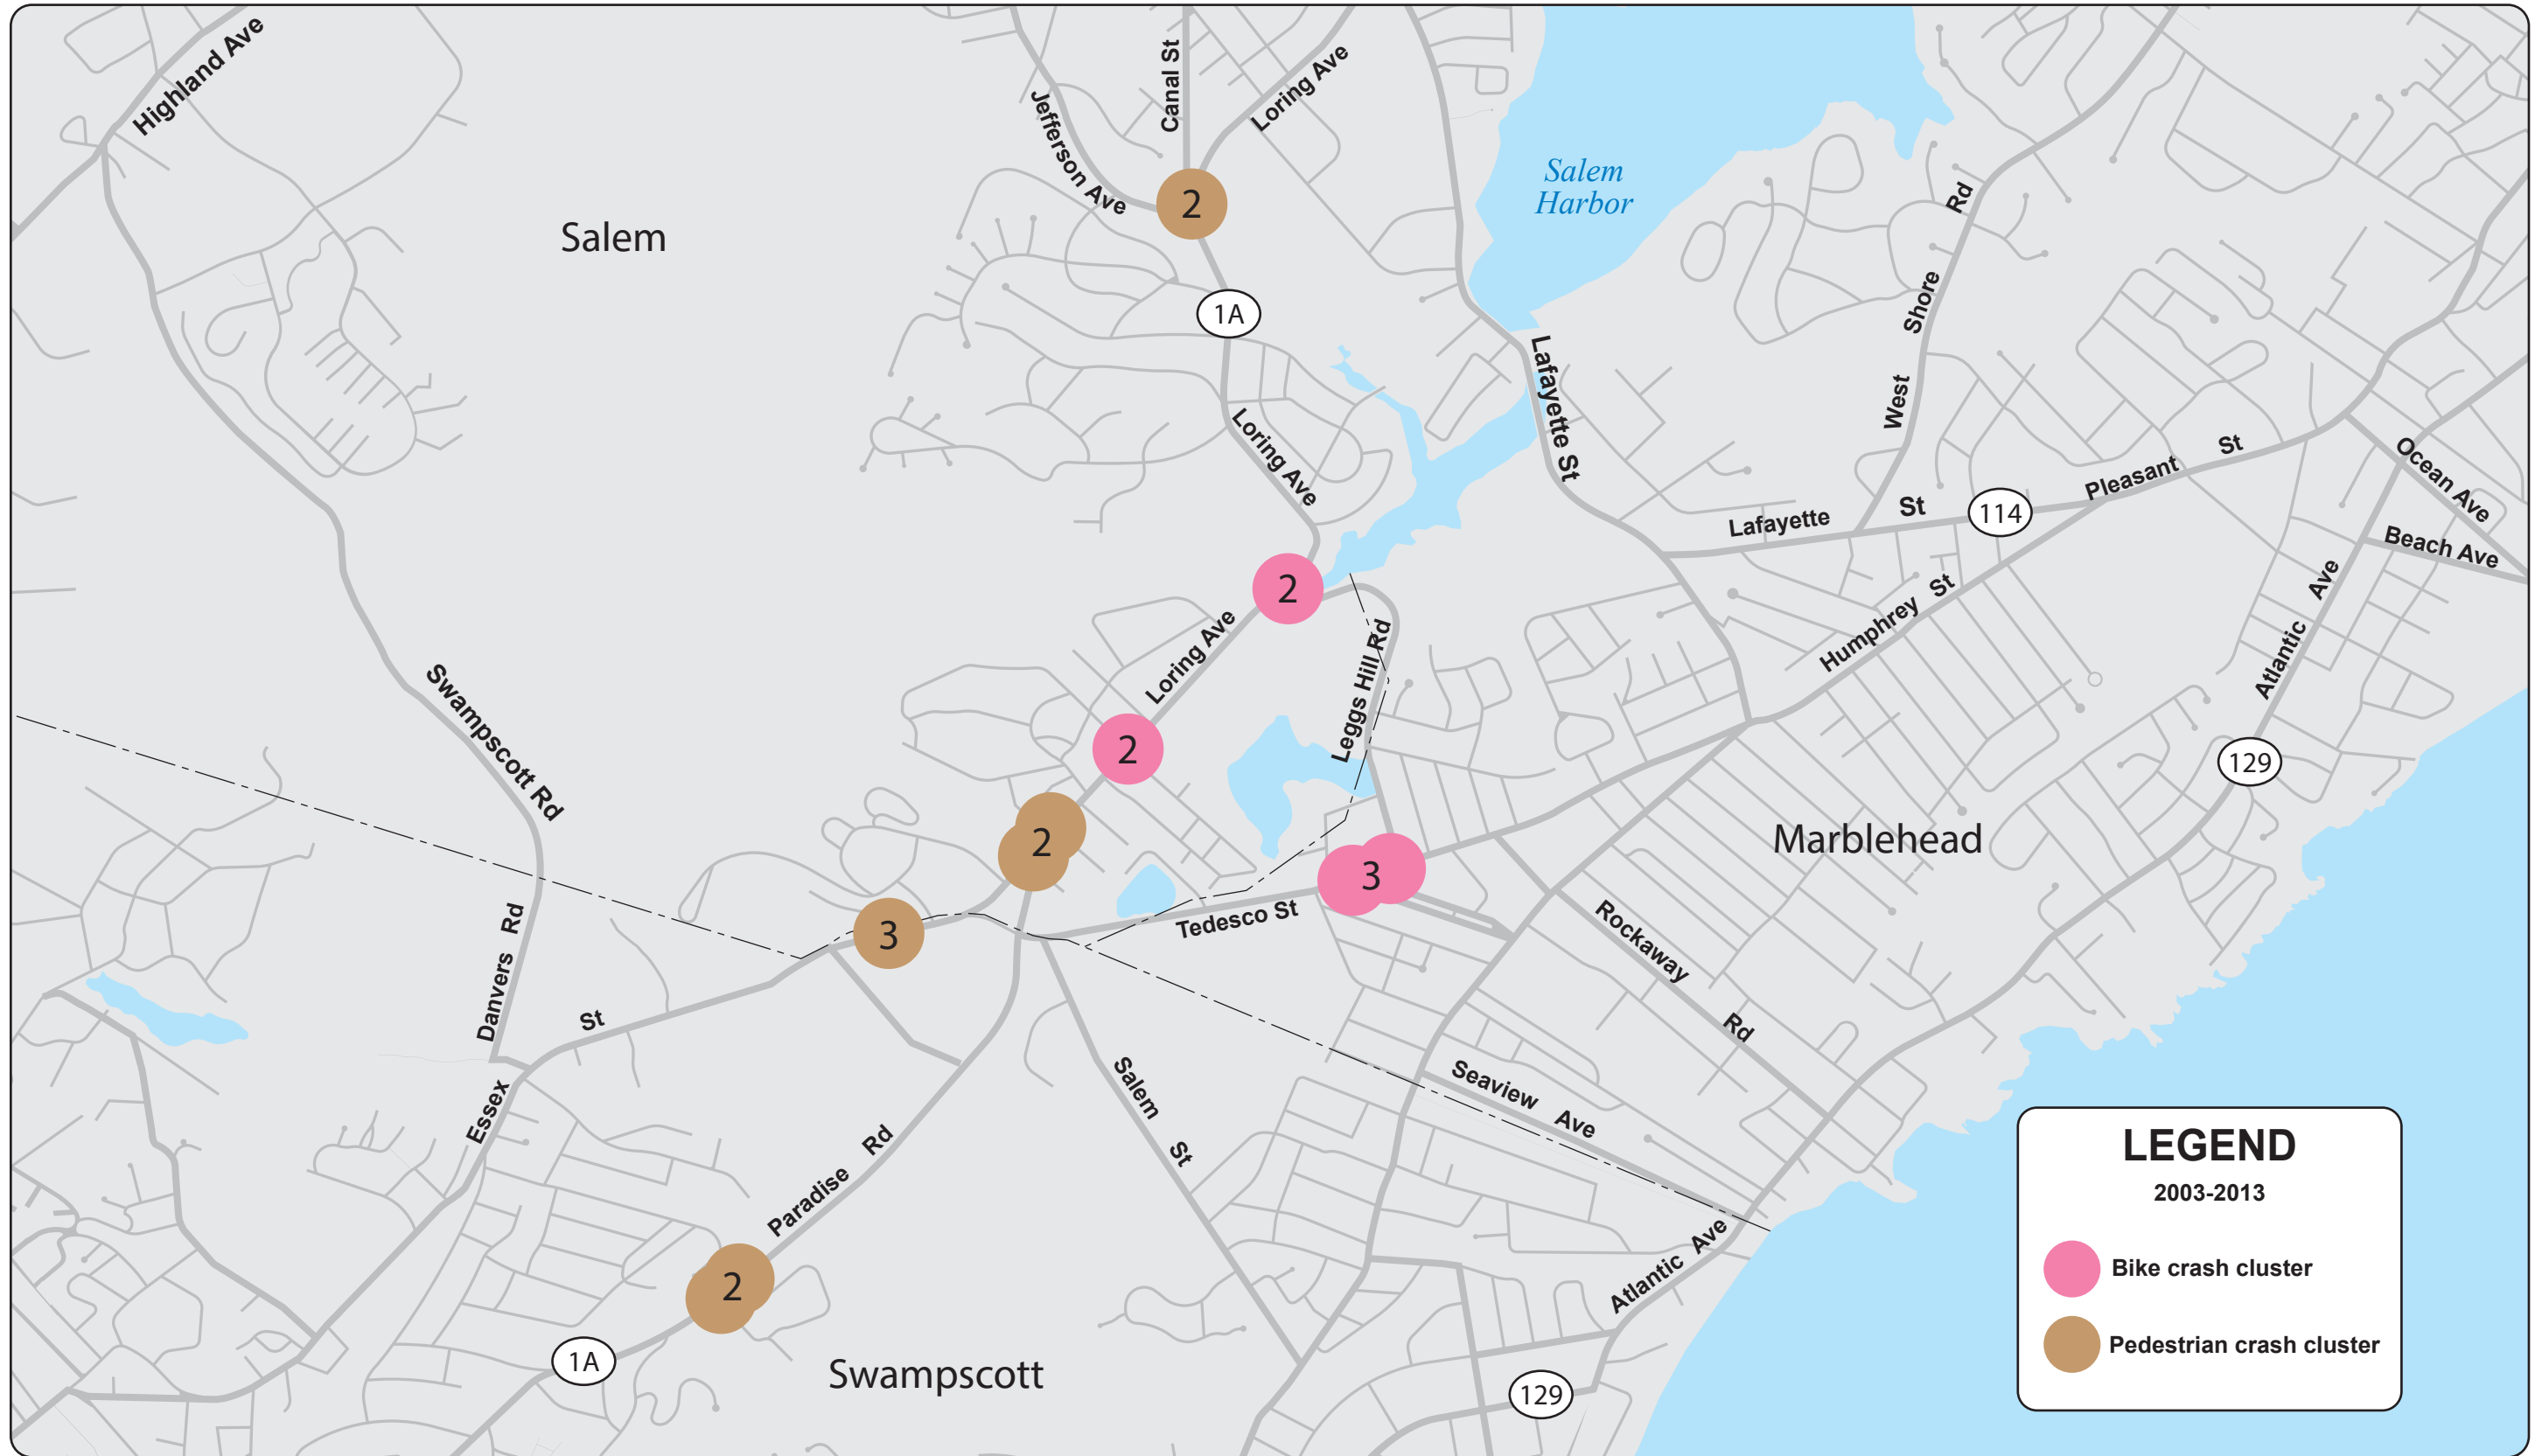 Highland Ave
Canal St
Loring Ave
Jefferson Ave
Salem
Harbor
2
Salem
West Shore Rd
1A
Lafayette St
Loring Ave
Lafayette St
114
Pleasant St
Ocean Ave
Beach Ave
2
Humphrey St
Atlantic Ave
Loring Ave
Leggs Hill Rd
Swampscott Rd
2
129
2
Marblehead
3
3
Tedesco St
Rockaway Rd
Danvers Rd
Essex St
Salem St
Seaview Ave
Paradise Rd
2
Atlantic Ave
1A
Swampscott
129
LEGEND
2003-2013
Bike crash cluster
Pedestrian crash cluster